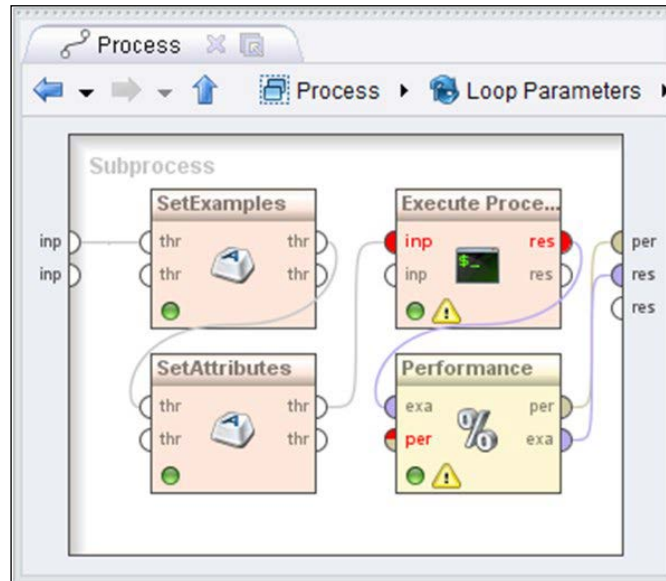 Process
Process Loop Parameters
Subprocess
SetExamples
Execute Proce...
inp thr thr inp res per
inp thr thr inp res res
res
SetAttributes
Performance
thr thr exa per
thr thr per exa